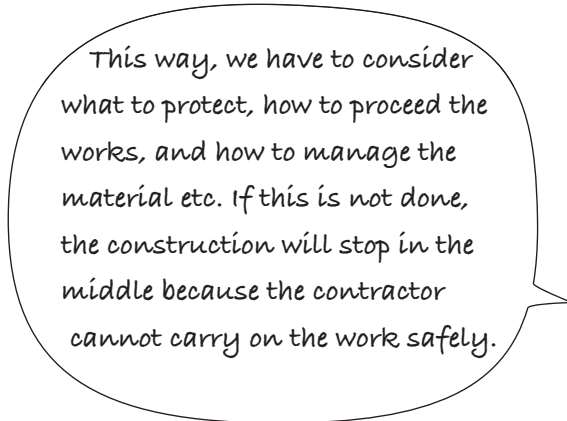 This way, we have to consider
what to protect, how to proceed the
works, and how to manage the
material etc. If this is not done,
the construction will stop in the
middle because the contractor
cannot carry on the work safely.